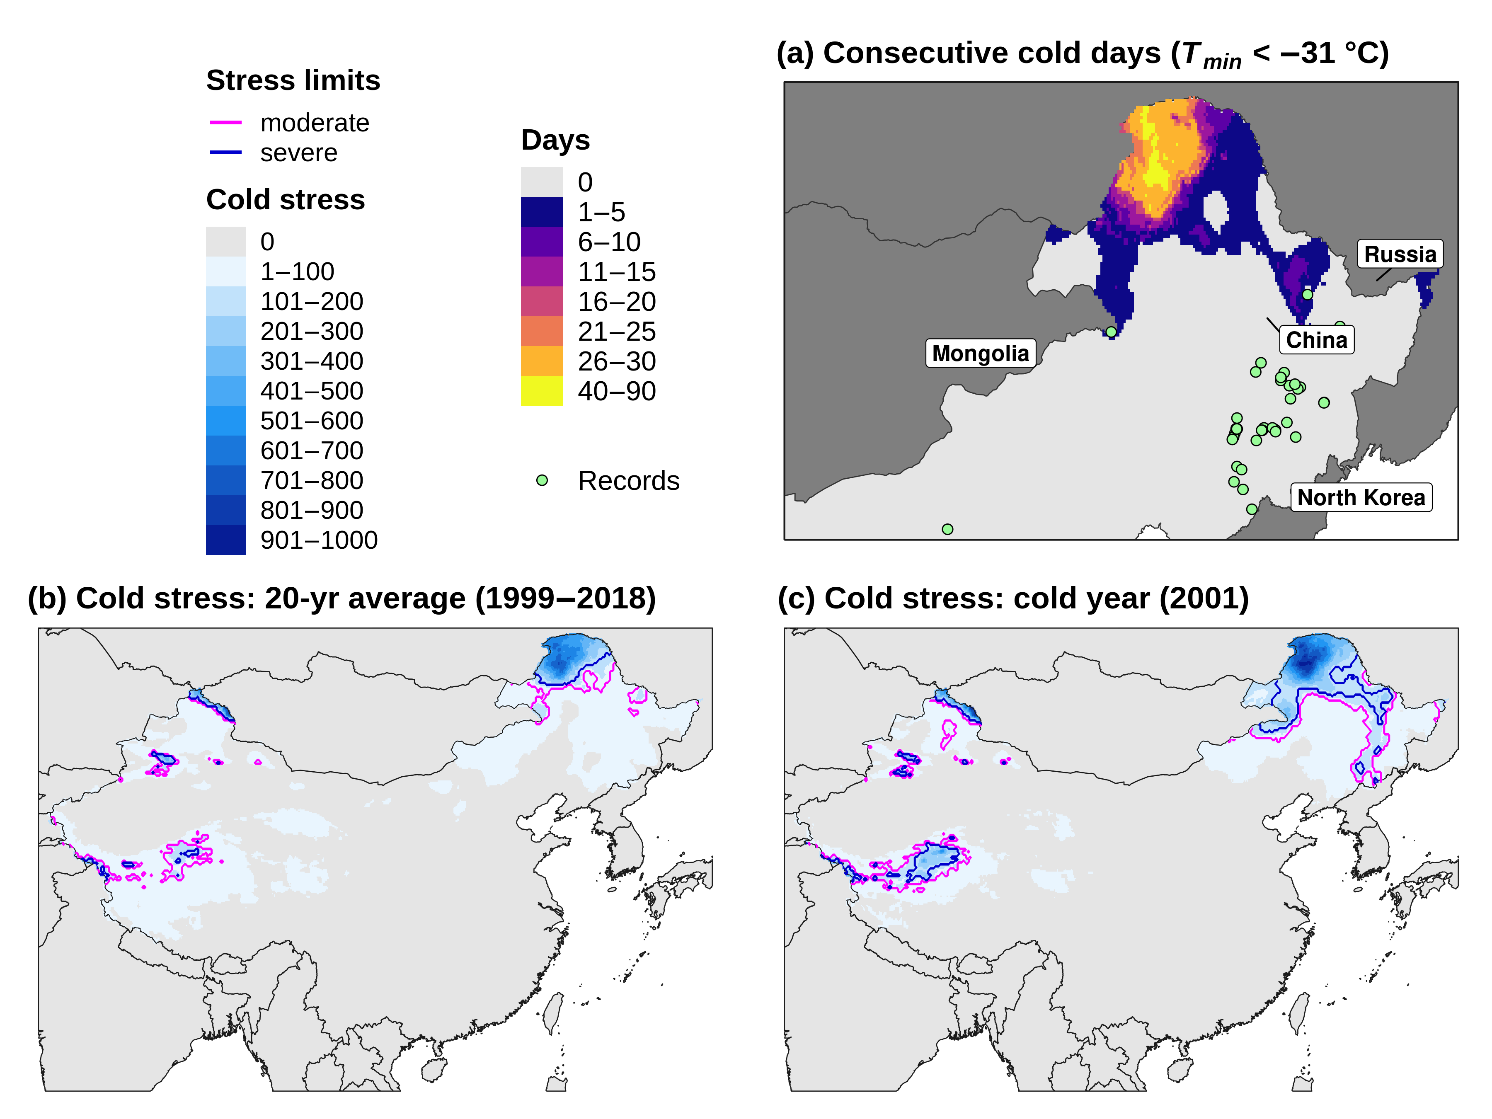 (a) Consecutive cold days (Tmin < −31 °C)
Stress limits
moderate
severe
Cold stress
0
1−100
101−200
201−300
301−400
401−500
501−600
601−700
701−800
801−900
901−1000
Days
0
1−5
6−10
11−15
16−20
21−25
26−30
40−90
Records
Russia
China
Mongolia
North Korea
(b) Cold stress: 20-yr average (1999−2018)
(c) Cold stress: cold year (2001)